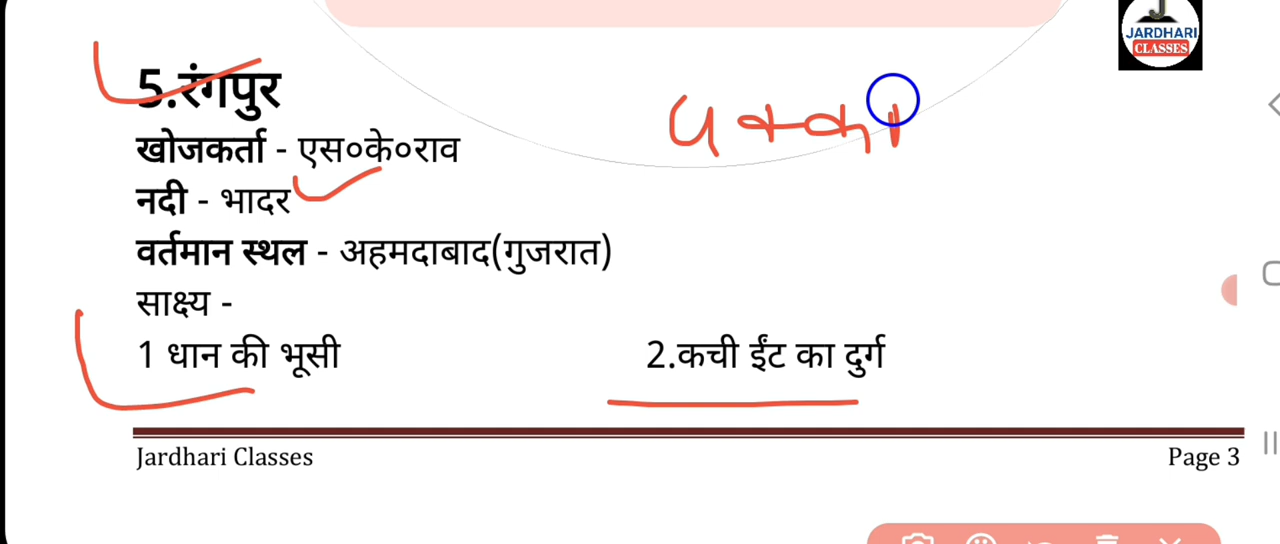 JARDHARI
CLASSES
5.रंगपुर
खोजकर्ता - एस०के०राव
नदी - भादर
वर्तमान स्थल - अहमदाबाद(गुजरात)
साक्ष्य -
1 धान की भूसी 2.कची ईंट का दुर्ग
Jardhari Classes Page 3